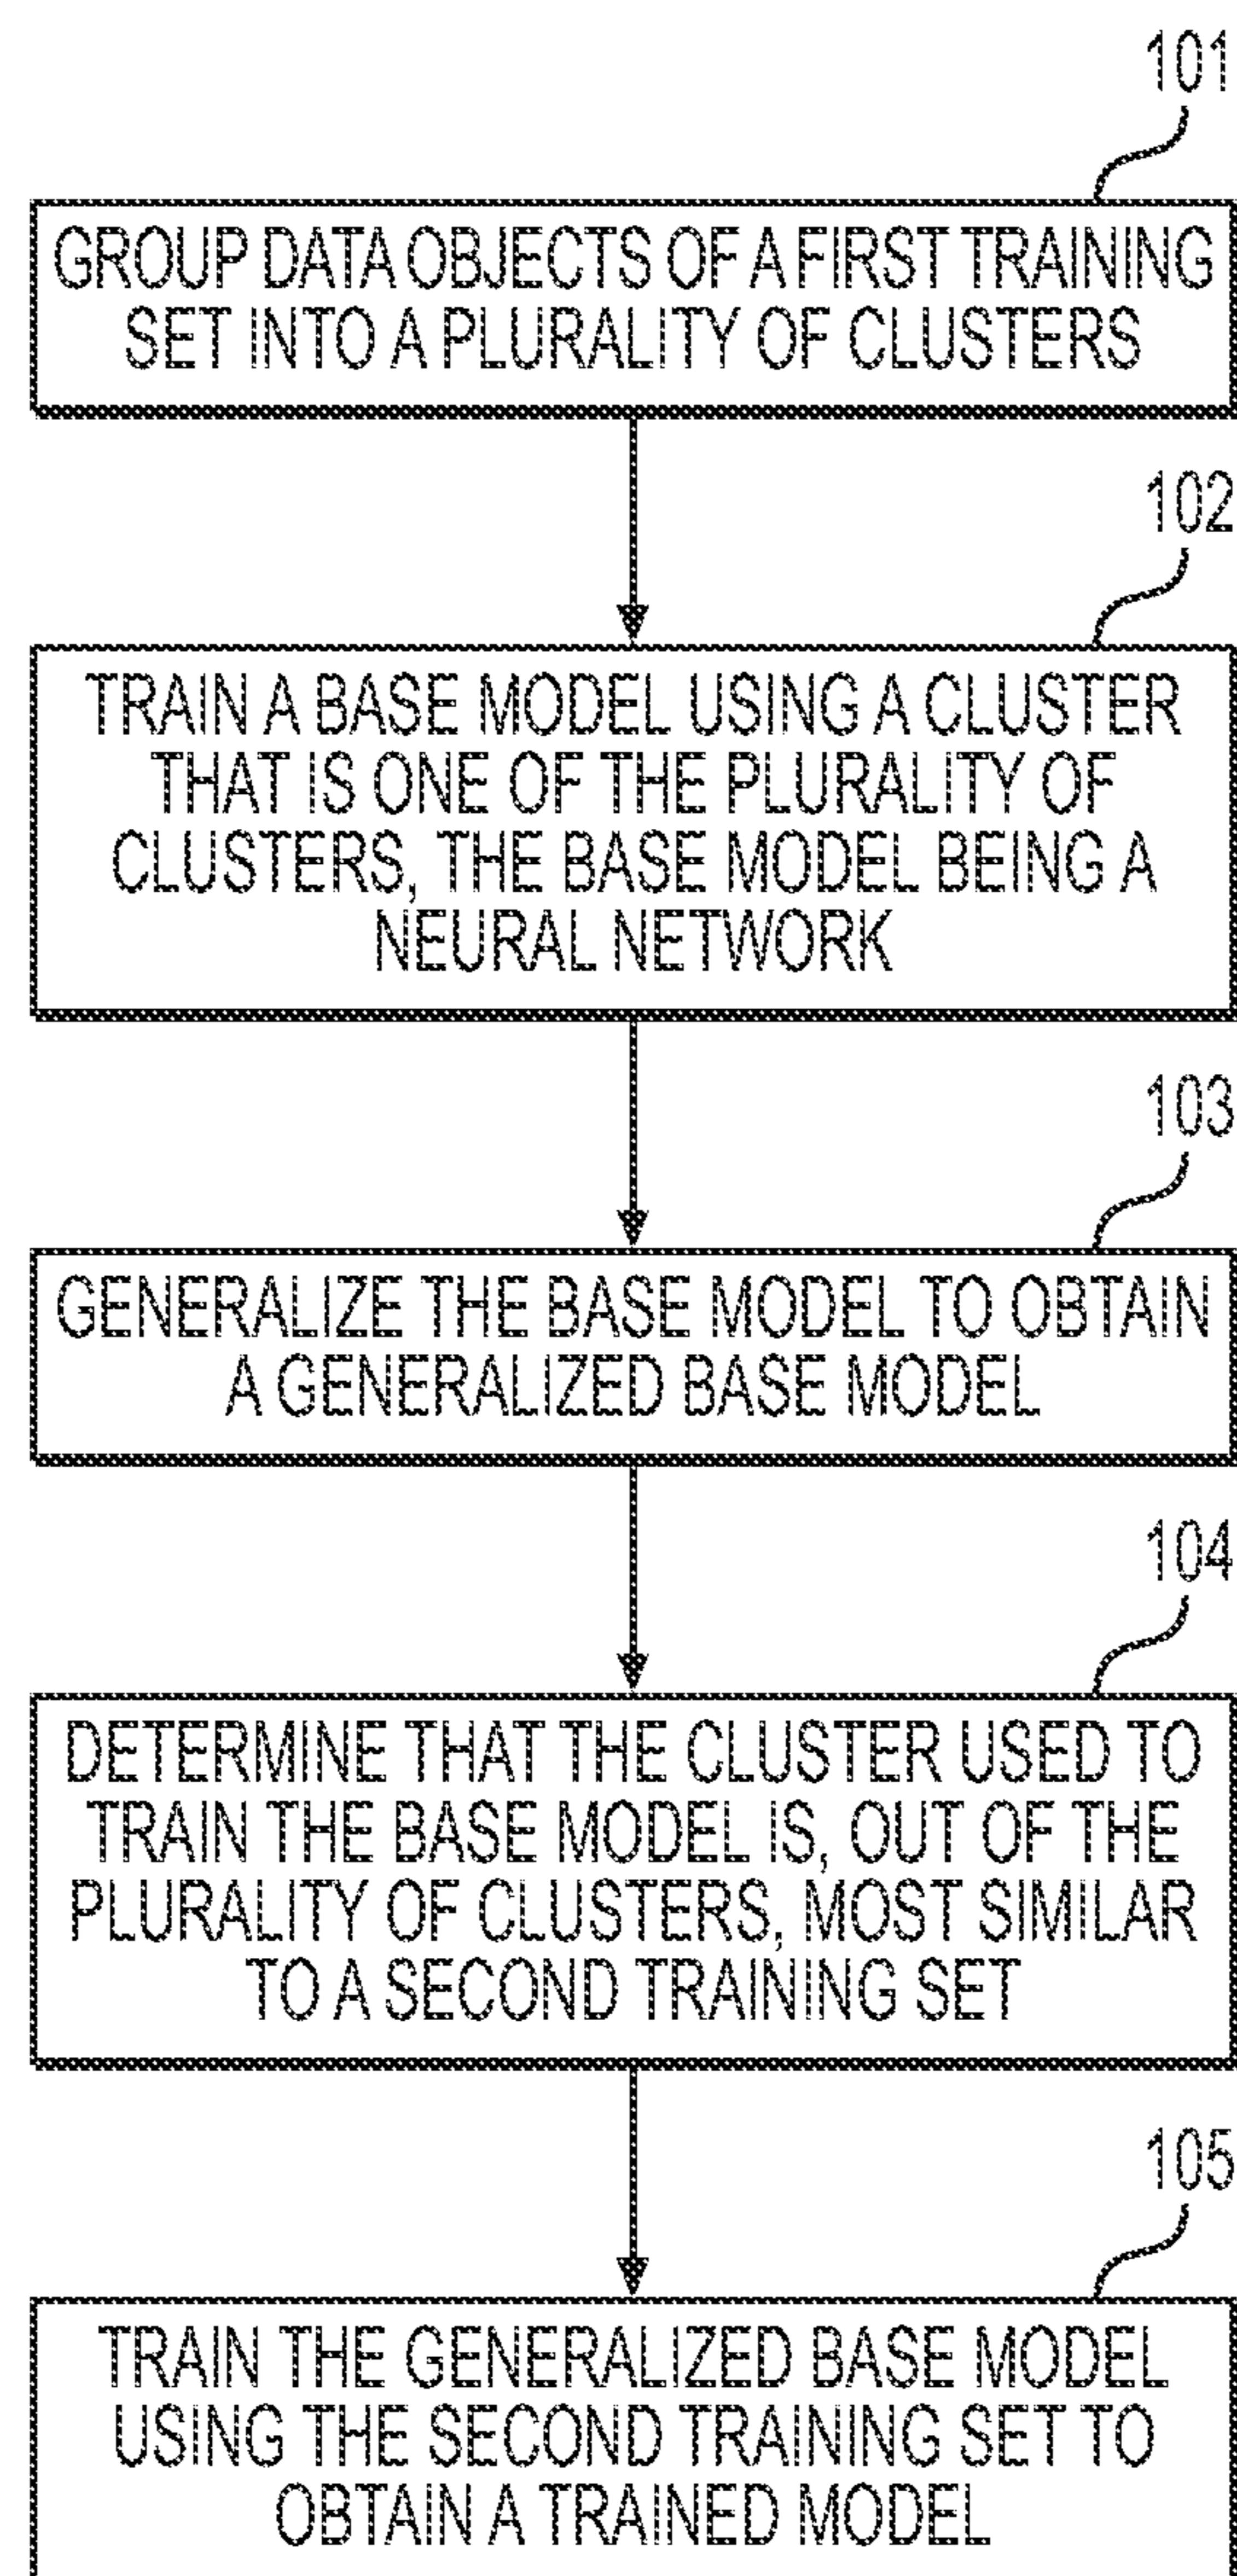 101
GROUP DATA OBJECTS OF A FIRST TRAINING
SET INTO A PLURALITY OF CLUSTERS
102
TRAIN A BASE MODEL USING A CLUSTER
THAT IS ONE OF THE PLURALITY OF
CLUSTERS, THE BASE MODEL BEING A
NEURAL NETWORK
103
GENERALIZE THE BASE MODEL TO OBTAIN
A GENERALIZED BASE MODEL
104
DETERMINE THAT THE CLUSTER USED TO
TRAIN THE BASE MODEL IS, OUT OF THE
PLURALITY OF CLUSTERS, MOST SIMILAR
TO A SECOND TRAINING SET
105
TRAIN THE GENERALIZED BASE MODEL
USING THE SECOND TRAINING SET TO
OBTAIN A TRAINED MODEL